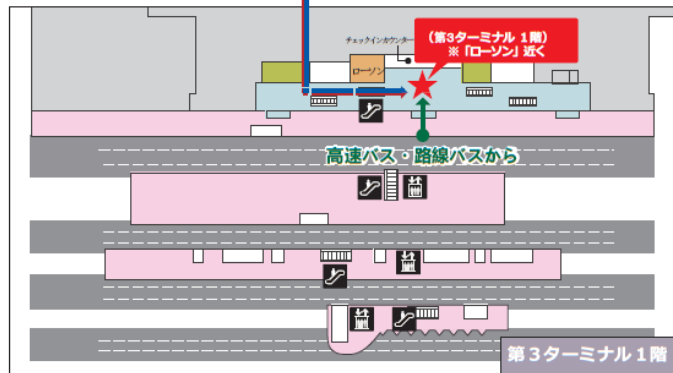 チェックインカウンター
（第3ターミナル 1階）
※「ローソン」近く
ローソン
高速バス・路線バスから
第3ターミナル1階